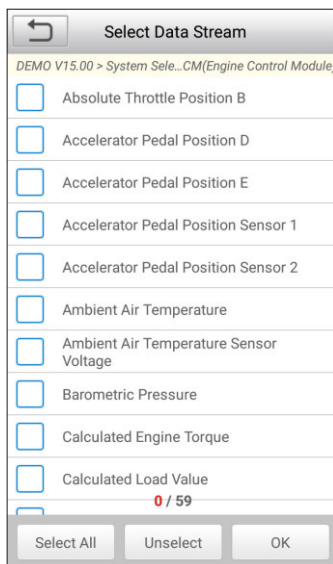 Select Data Stream
DEMO V15.00 > System Sele...CM(Engine Control Module)
Absolute Throttle Position B
Accelerator Pedal Position D
Accelerator Pedal Position E
Accelerator Pedal Position Sensor 1
Accelerator Pedal Position Sensor 2
Ambient Air Temperature
Ambient Air Temperature Sensor
Voltage
Barometric Pressure
Calculated Engine Torque
Calculated Load Value
0 / 59
Select All
Unselect
OK